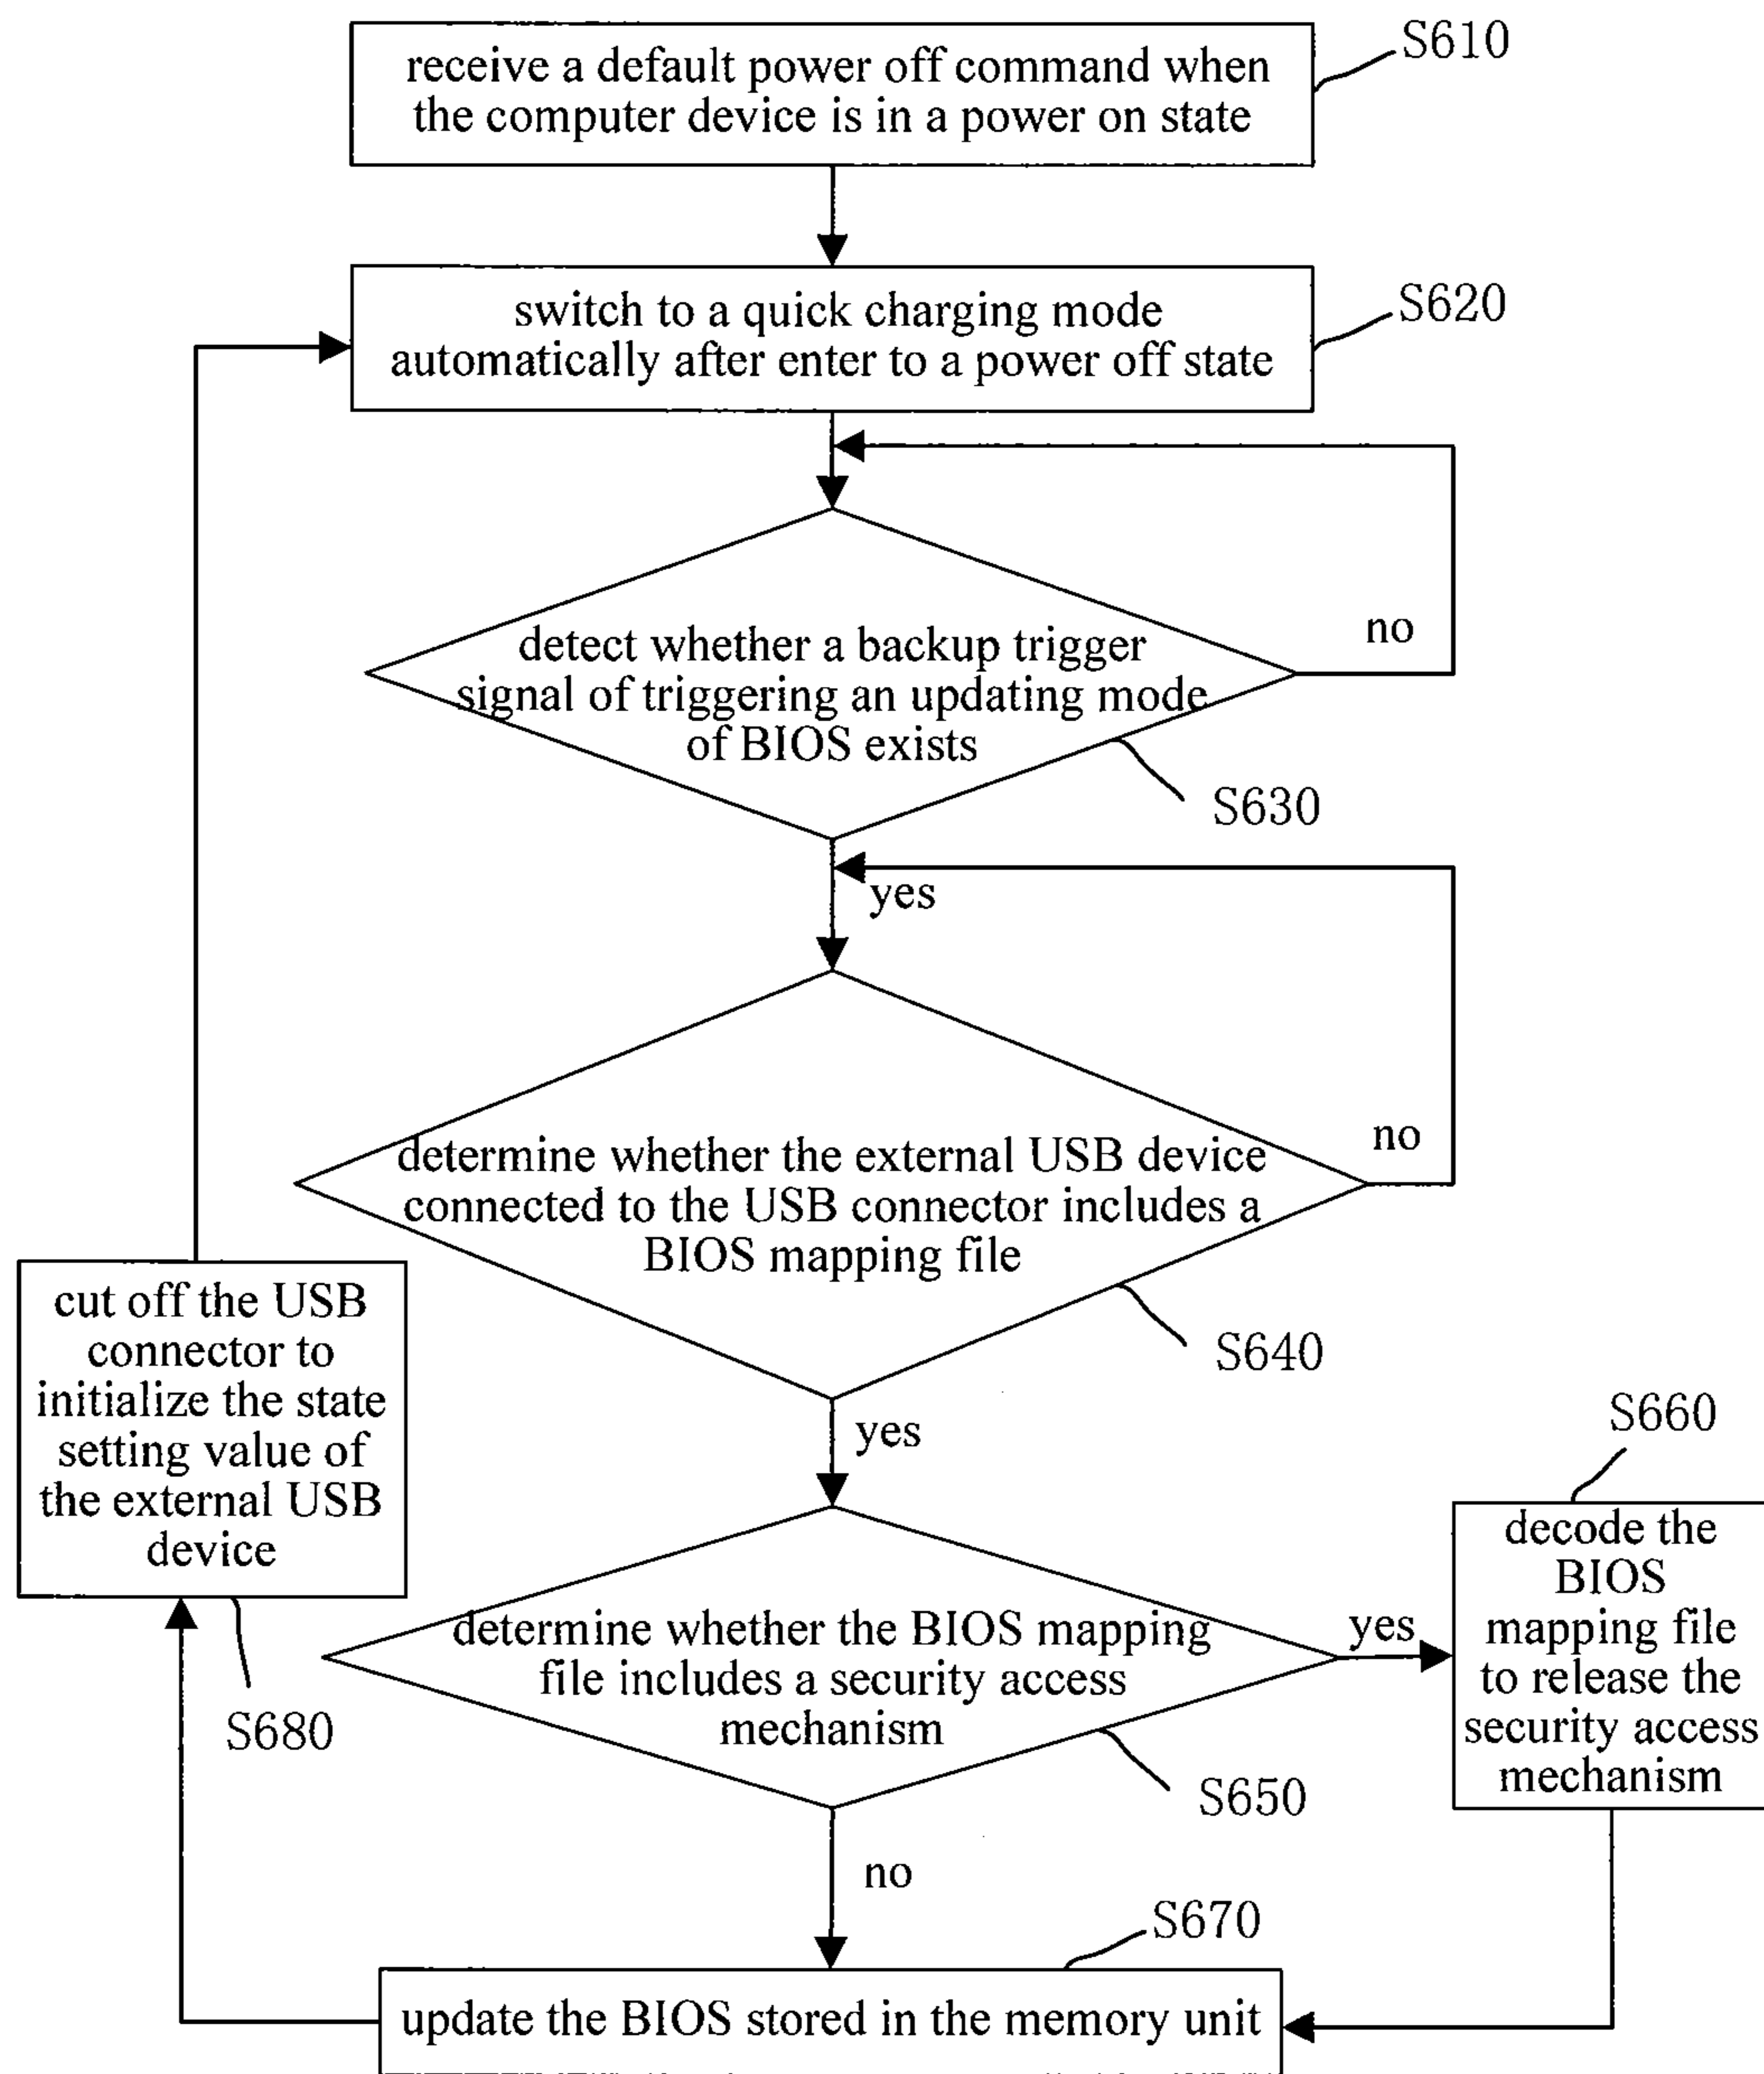 receive a default power off command when
the computer device is in a power on state
S610
switch to a quick charging mode
automatically after enter to a power off state
S620
detect whether a backup trigger
signal of triggering an updating mode
of BIOS exists
no
S630
yes
determine whether the external USB device
connected to the USB connector includes a
BIOS mapping file
no
S640
yes
cut off the USB
connector to
initialize the state
setting value of
the external USB
device
S680
determine whether the BIOS mapping
file includes a security access
mechanism
yes
S650
S660
decode the
BIOS
mapping file
to release the
security access
mechanism
no
S670
update the BIOS stored in the memory unit